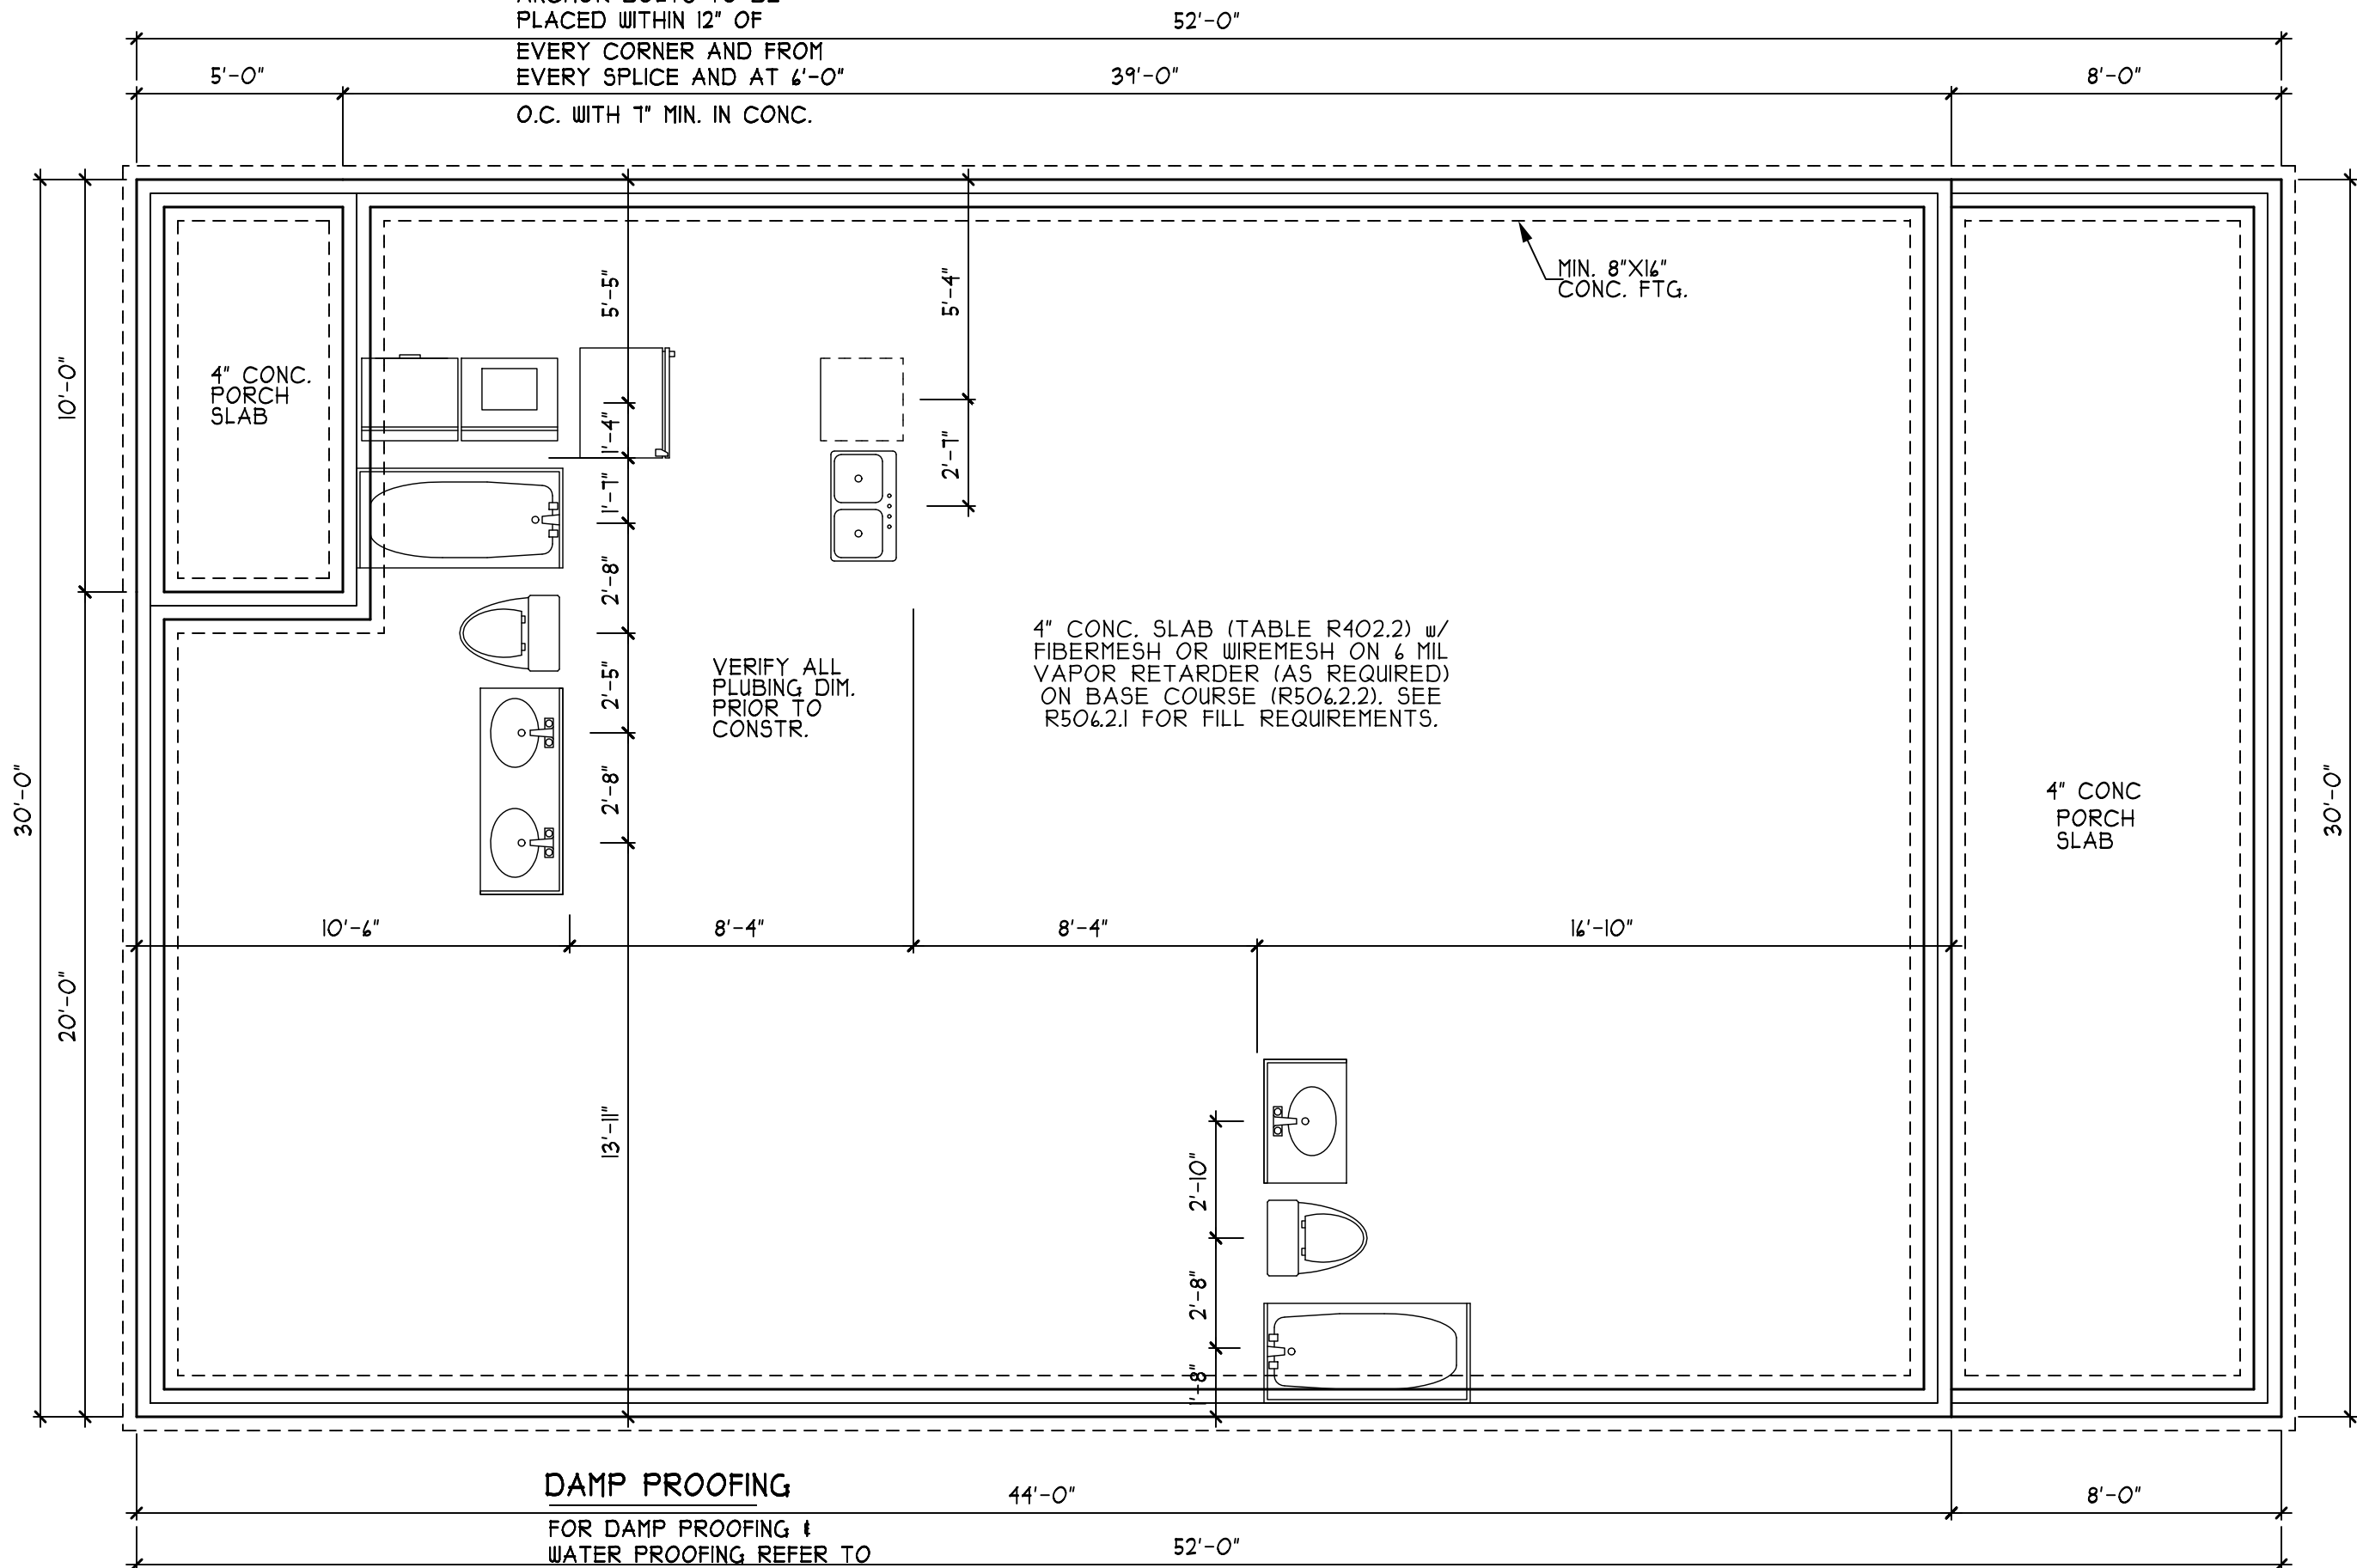 ANCHOR BOLTS TO BE
PLACED WITHIN 12" OF
EVERY CORNER AND FROM
EVERY SPLICE AND AT 6'-0"
O.C. WITH 7" MIN. IN CONC.
52'-0"
5'-0"
39'-0"
8'-0"
MIN. 8"X16"
CONC. FTG.
5'-5"
5'-4"
10'-0"
4" CONC.
PORCH
SLAB
1'-4"
2'-7"
1'-7"
2'-8"
2'-5"
2'-8"
VERIFY ALL
PLUBING DIM.
PRIOR TO
CONSTR.
4" CONC. SLAB (TABLE R402.2) w/
FIBERMESH OR WIREMESH ON 6 MIL
VAPOR RETARDER (AS REQUIRED)
ON BASE COURSE (R506.2.2). SEE
R506.2.1 FOR FILL REQUIREMENTS.
30'-0"
4" CONC
PORCH
SLAB
30'-0"
10'-6"
8'-4"
8'-4"
16'-10"
20'-0"
13'-11"
2'-10"
2'-8"
1'-8"
DAMP PROOFING
44'-0"
8'-0"
FOR DAMP PROOFING &
WATER PROOFING REFER TO
52'-0"